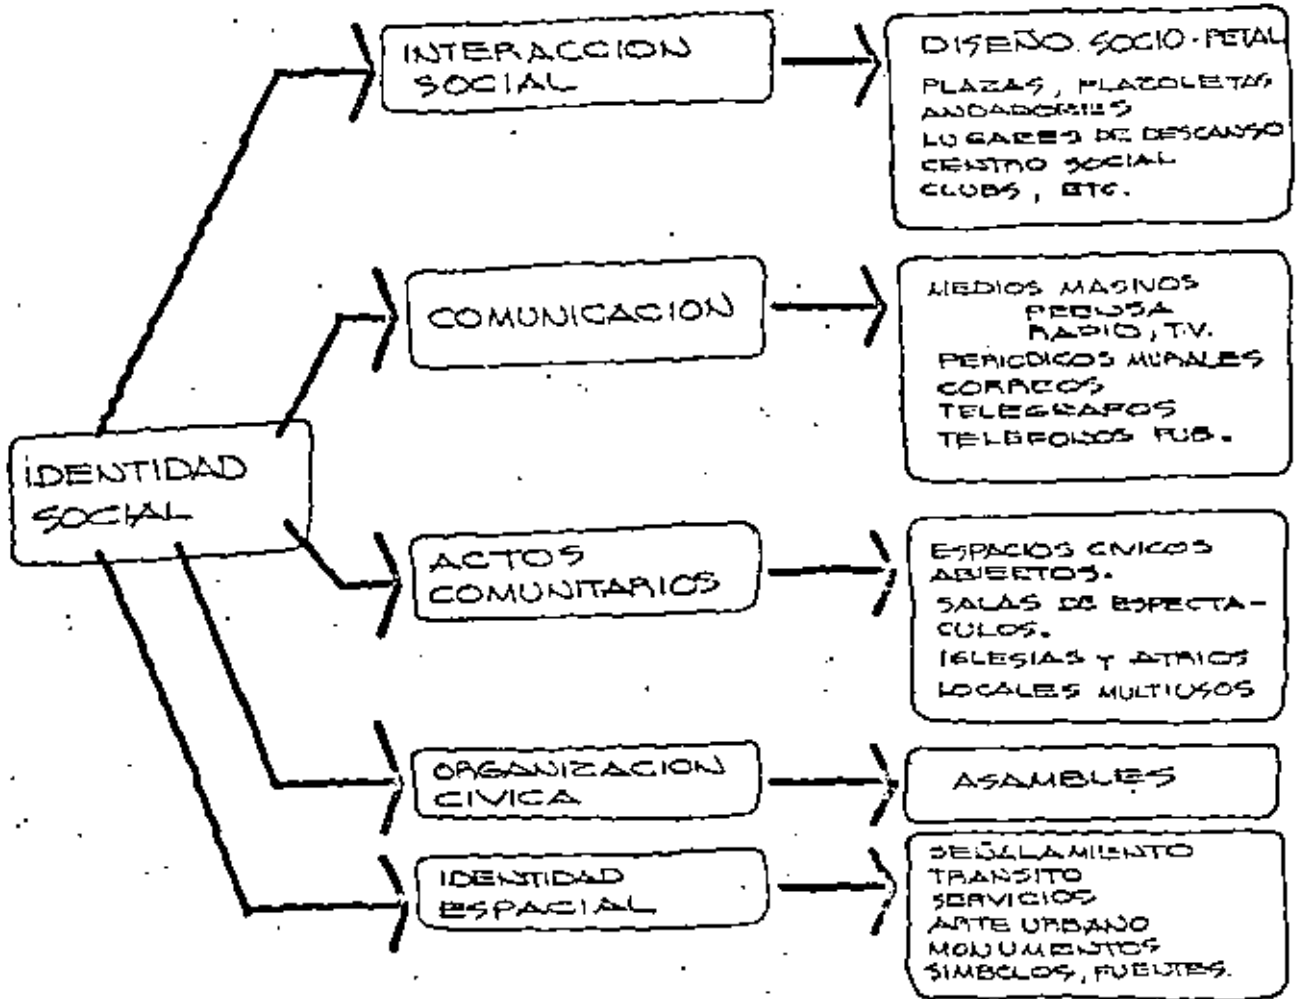 INTERACCION
SOCIAL
DISEÑO SOCIO-PETAL
PLAZAS, PLAZOLETAS
ANDADORES
LUGARES DE DESCANSO
CENTRO SOCIAL
CLUBS, ETC.
COMUNICACION
MEDIOS MASIVOS
PRENSA
RADIO, T.V.
PERIODICOS MURALES
CORREOS
TELEGRAFOS
TELEFONOS PUB.
IDENTIDAD
SOCIAL
ACTOS
COMUNITARIOS
ESPACIOS CIVICOS
ABIERTOS.
SALAS DE ESPECTA-
CULOS.
IGLESIAS Y ATRIOS
LOCALES MULTIUSOS
ORGANIZACION
CIVICA
ASAMBLES
IDENTIDAD
ESPACIAL
SEÑALAMIENTO
TRANSITO
SERVICIOS
ARTE URBANO
MONUMENTOS
SIMBOLOS, FUENTES.